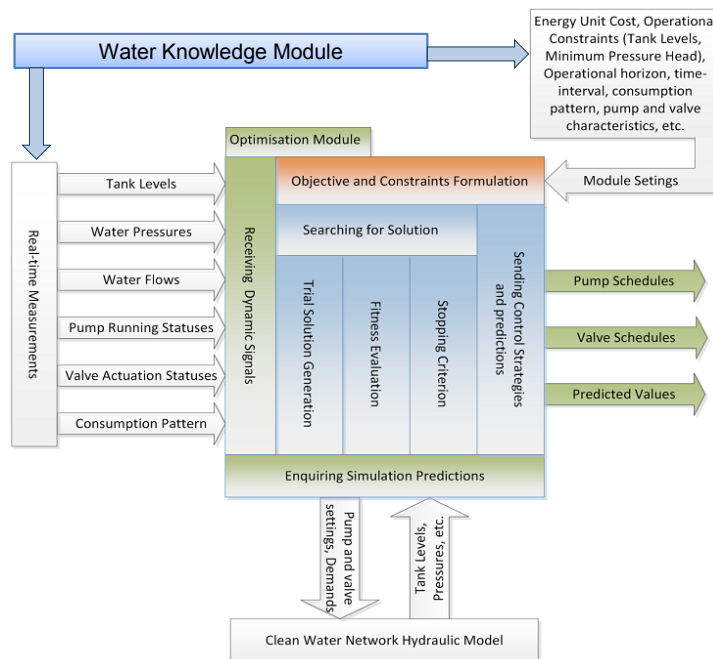 Water Knowledge Module
Energy Unit Cost, Operational
Constraints (Tank Levels,
Minimum Pressure Head),
Operational horizon, time-
interval, consumption
pattern, pump and valve
characteristics, etc.
Module Setings
Optimisation Module
Real-time Measurements
Tank Levels
Water Pressures
Water Flows
Pump Running Statuses
Valve Actuation Statuses
Consumption Pattern
Receiving Dynamic Signals
Objective and Constraints Formulation
Searching for Solution
Trial Solution Generation
Fitness Evaluation
Stopping Criterion
Sending Control Strategies
and predictions
Pump Schedules
Valve Schedules
Predicted Values
Enquiring Simulation Predictions
Pump and valve
settings, Demands
Tank Levels,
Pressures, etc.
Clean Water Network Hydraulic Model